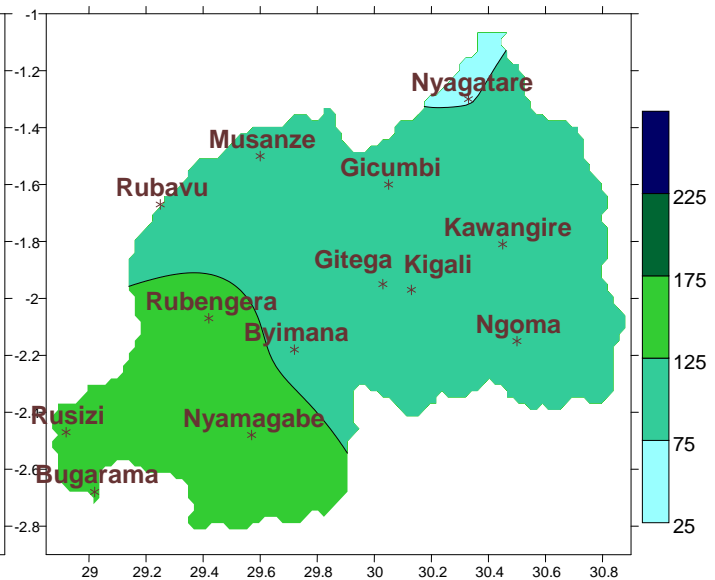 -1
-1.2
Nyagatare
-1.4
Musanze
Gicumbi
225
-1.6
Rubavu
-1.8
Kawangire
175
Gitega Kigali
-2
Rubengera
Byimana
Ngoma
125
-2.2
-2.4
Rusizi
Nyamagabe
75
-2.6
Bugarama
-2.8
25
29 29.2 29.4 29.6 29.8 30 30.2 30.4 30.6 30.8